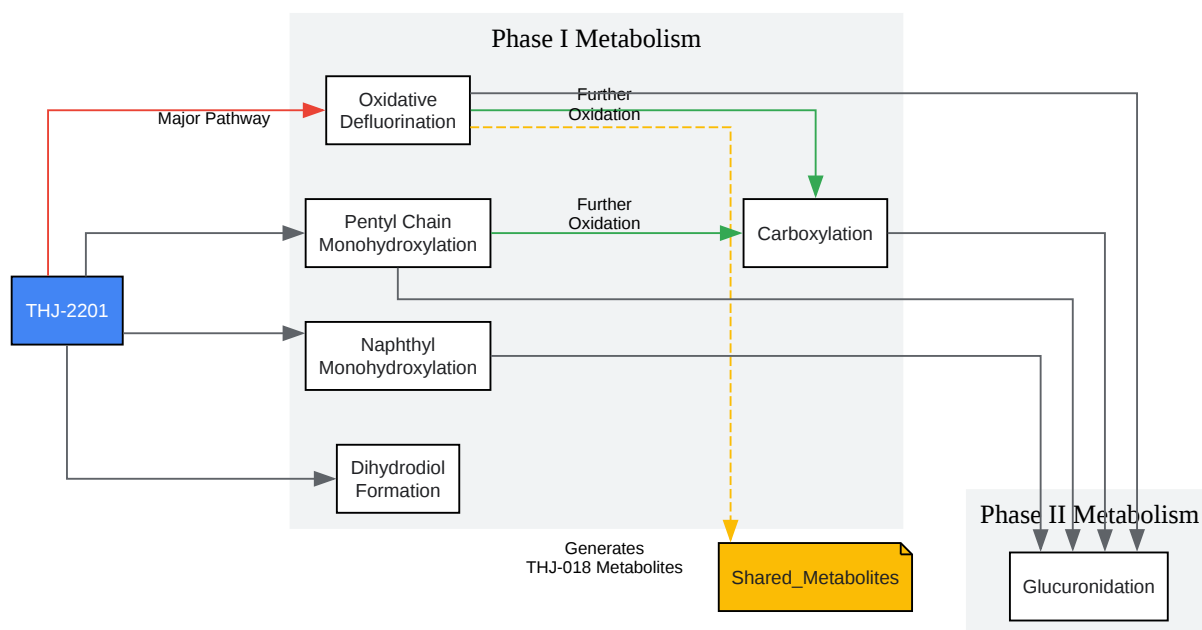 Phase I Metabolism
Oxidative
Defluorination
Further
Oxidation
Major Pathway
Pentyl Chain
Monohydroxylation
Further
Oxidation
Carboxylation
THJ-2201
Naphthyl
Monohydroxylation
Dihydrodiol
Formation
Phase II Metabolism
Generates
THJ-018 Metabolites
Shared_Metabolites
Glucuronidation